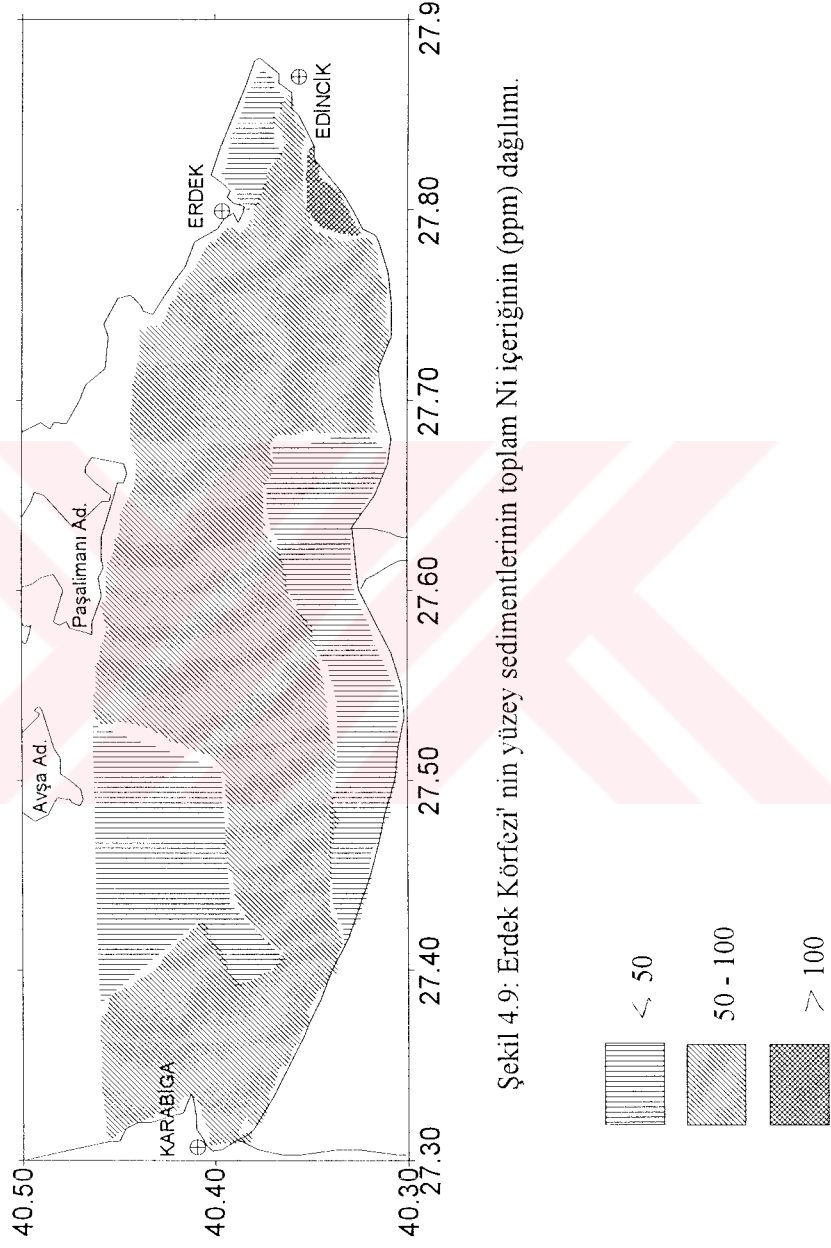 40.50
40.40
40.30
27.30
27.40
27.50
27.60
27.70
27.80
27.9
Avşa Ad.
Paşalimanı Ad.
ERDEK
EDİNCİK
KARABİGA
Şekil 4.9: Erdek Körfezi' nin yüzey sedimentlerinin toplam Ni içeriğinin (ppm) dağılımı.
< 50
50 - 100
> 100